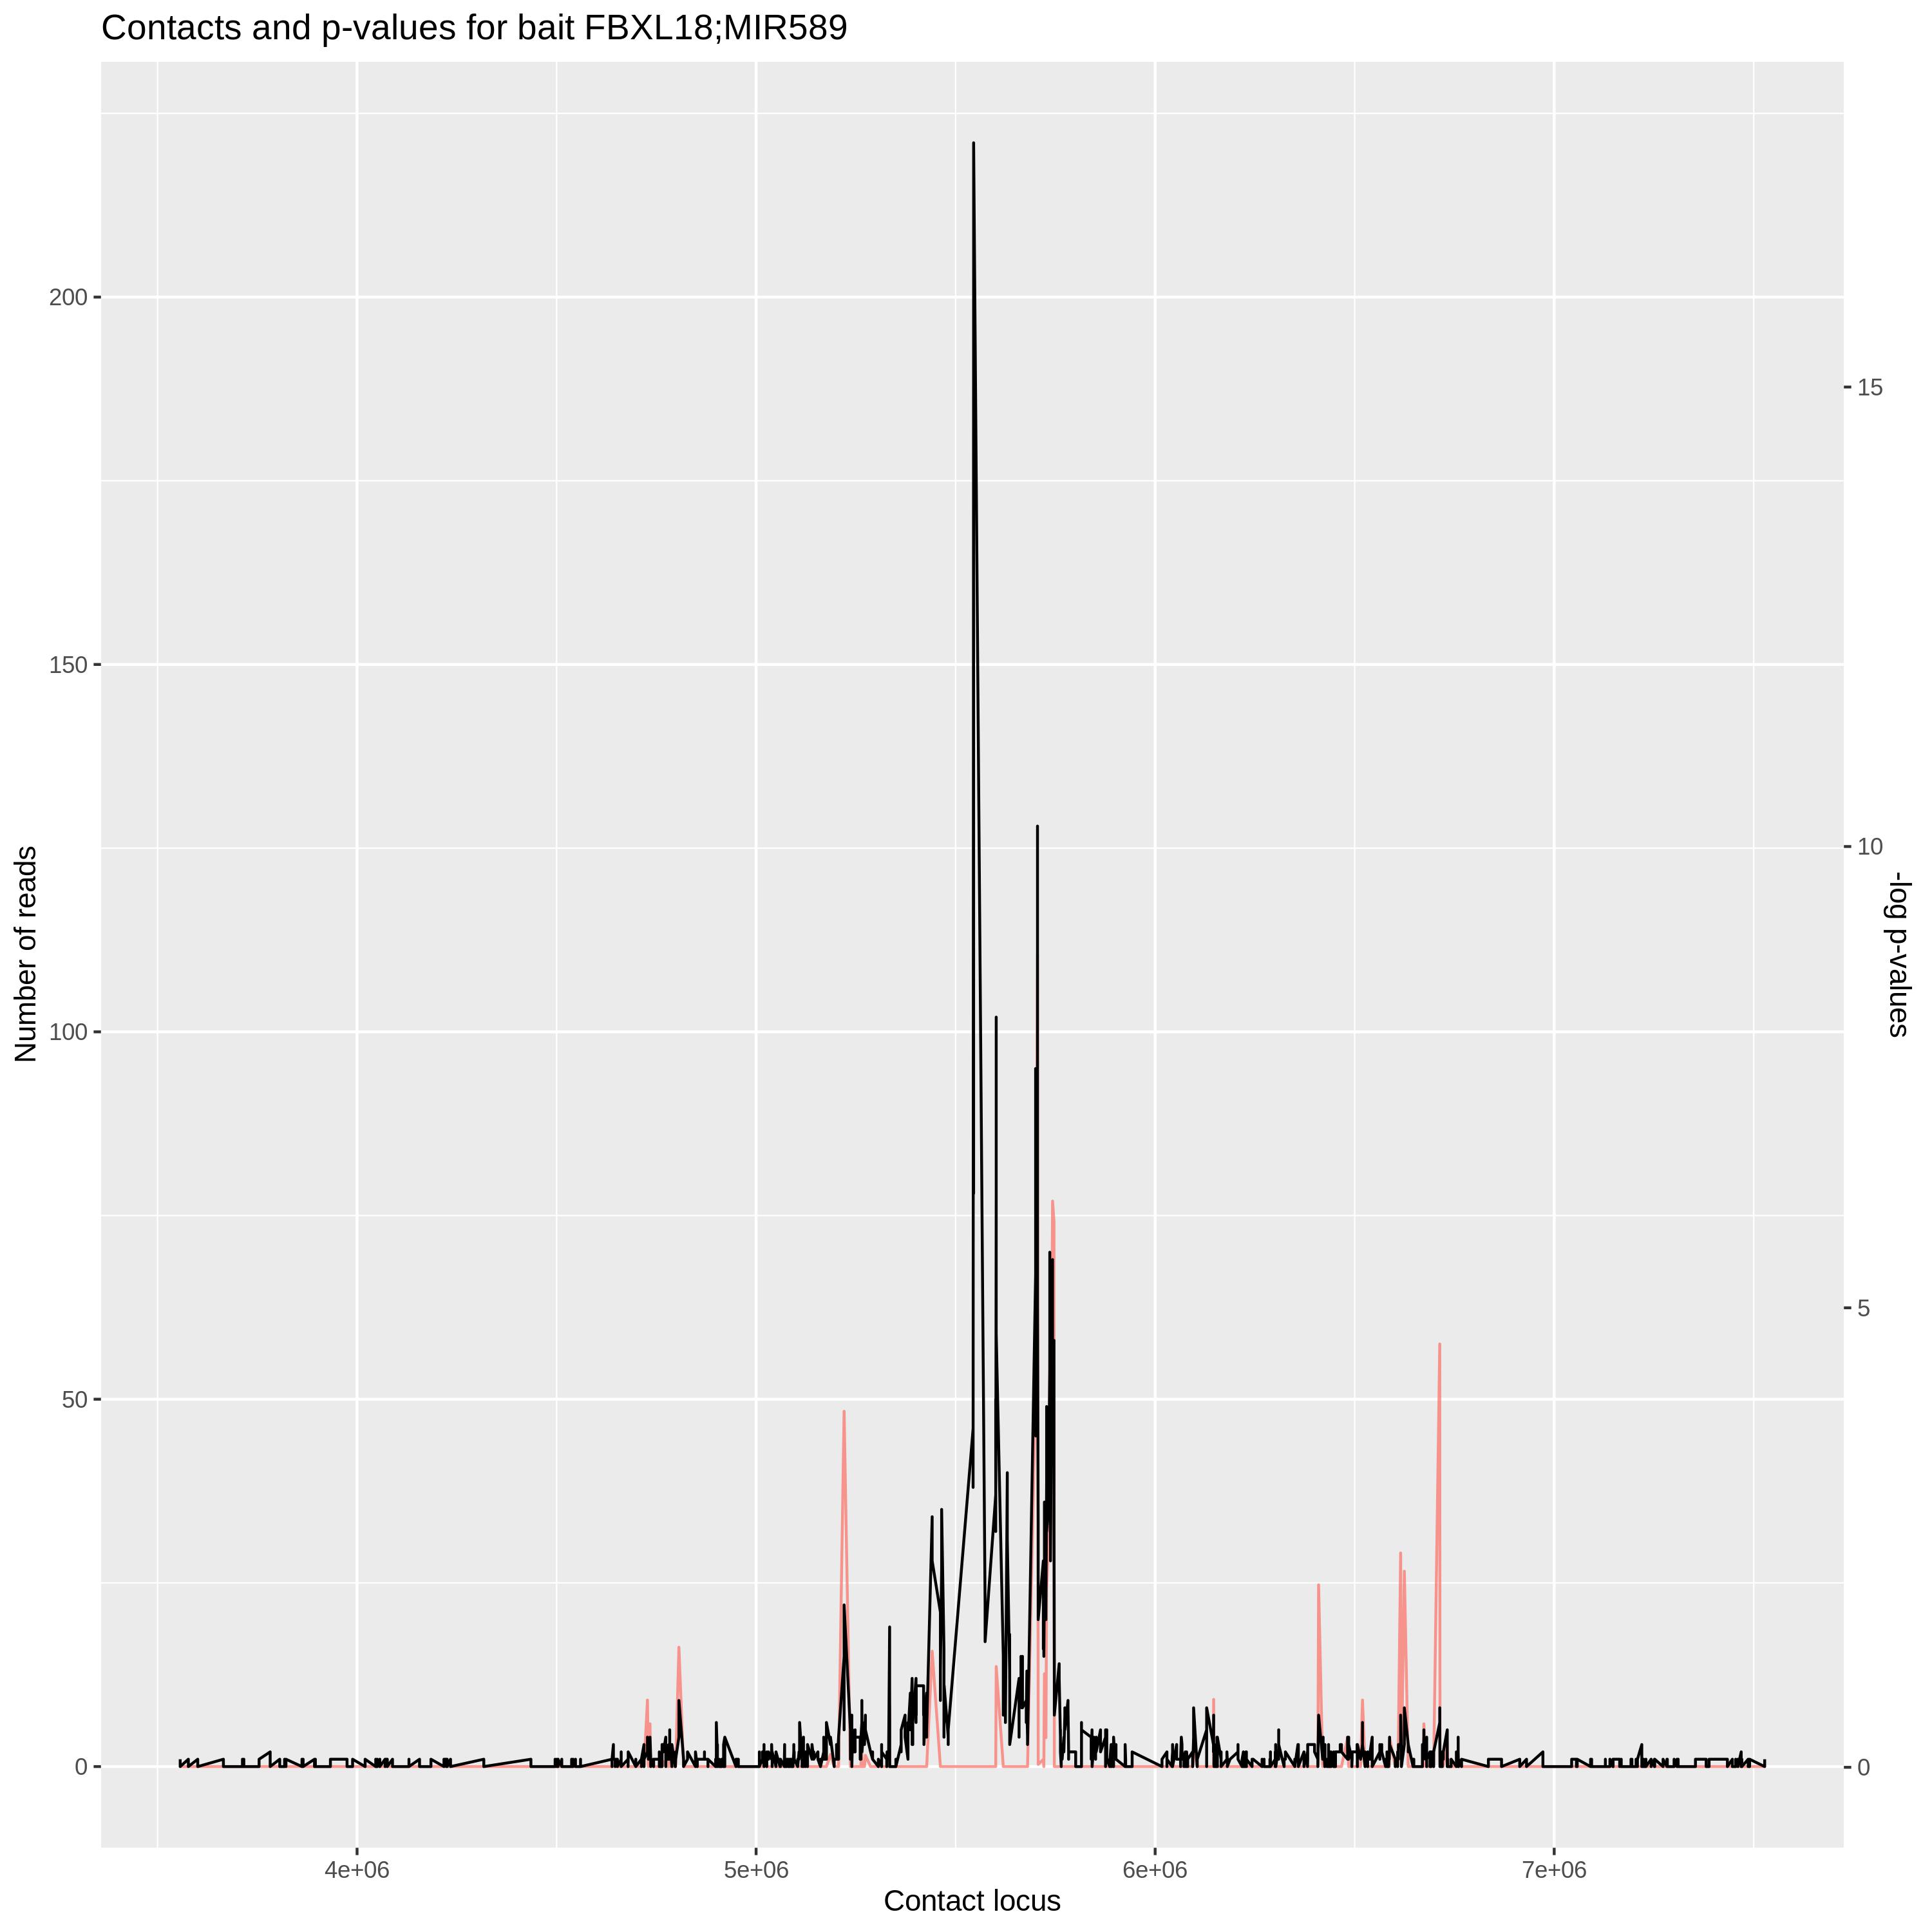 Contacts and p-values for bait FBXL18;MIR589
200
150
100
50
0
Number of reads
15
10
5
0
-log p-values
4e+06
5e+06
6e+06
7e+06
Contact locus